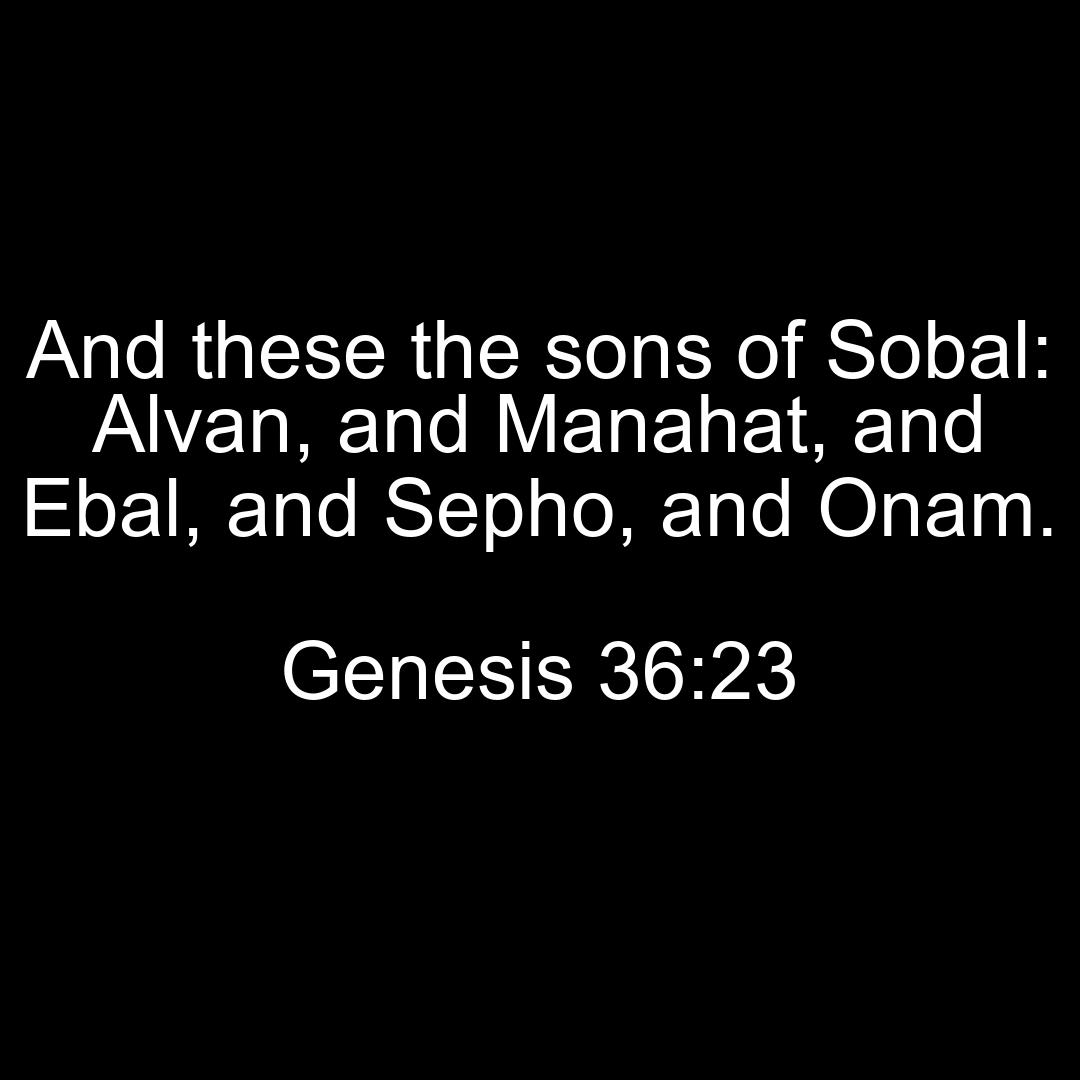 And these the sons of Sobal:
Alvan, and Manahat, and
Ebal, and Sepho, and Onam.
Genesis 36:23